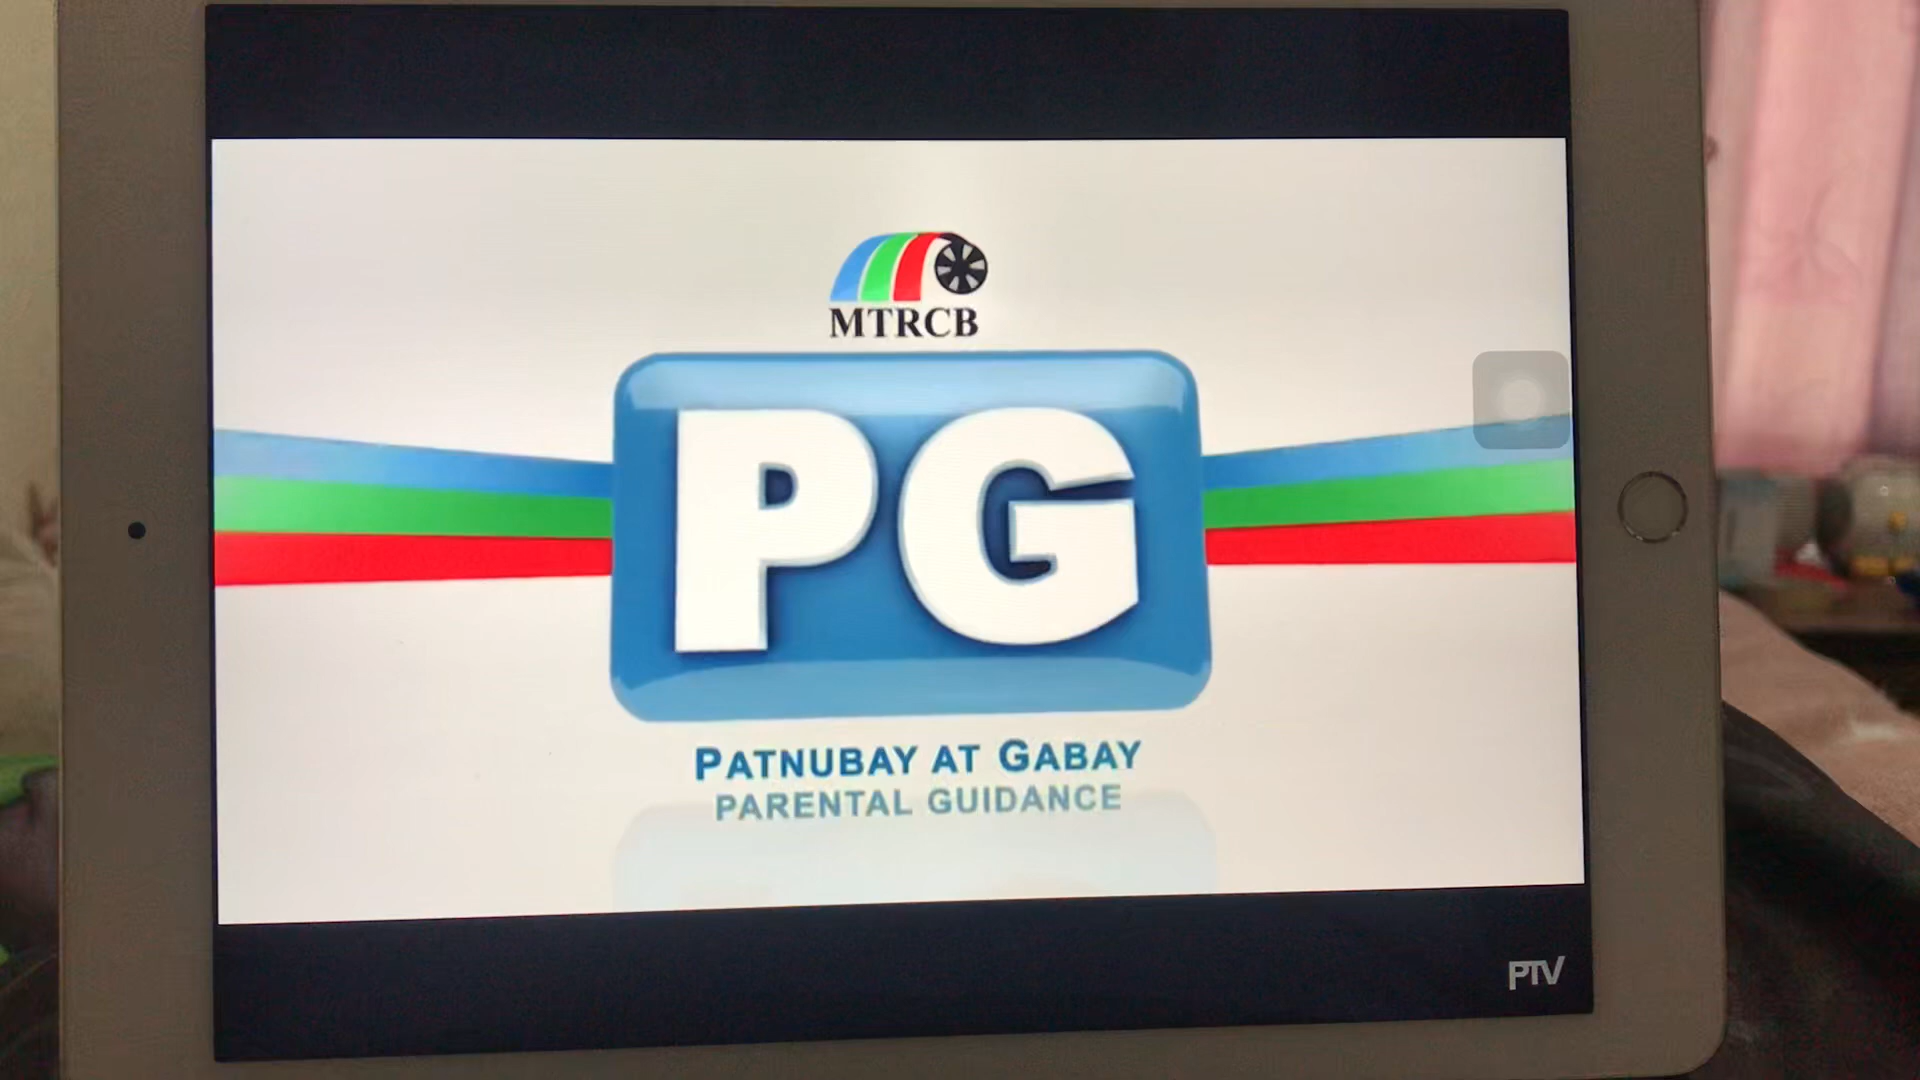 MTRCB
PG
PATNUBAY AT GABAY
PARENTAL GUIDANCE
PTV